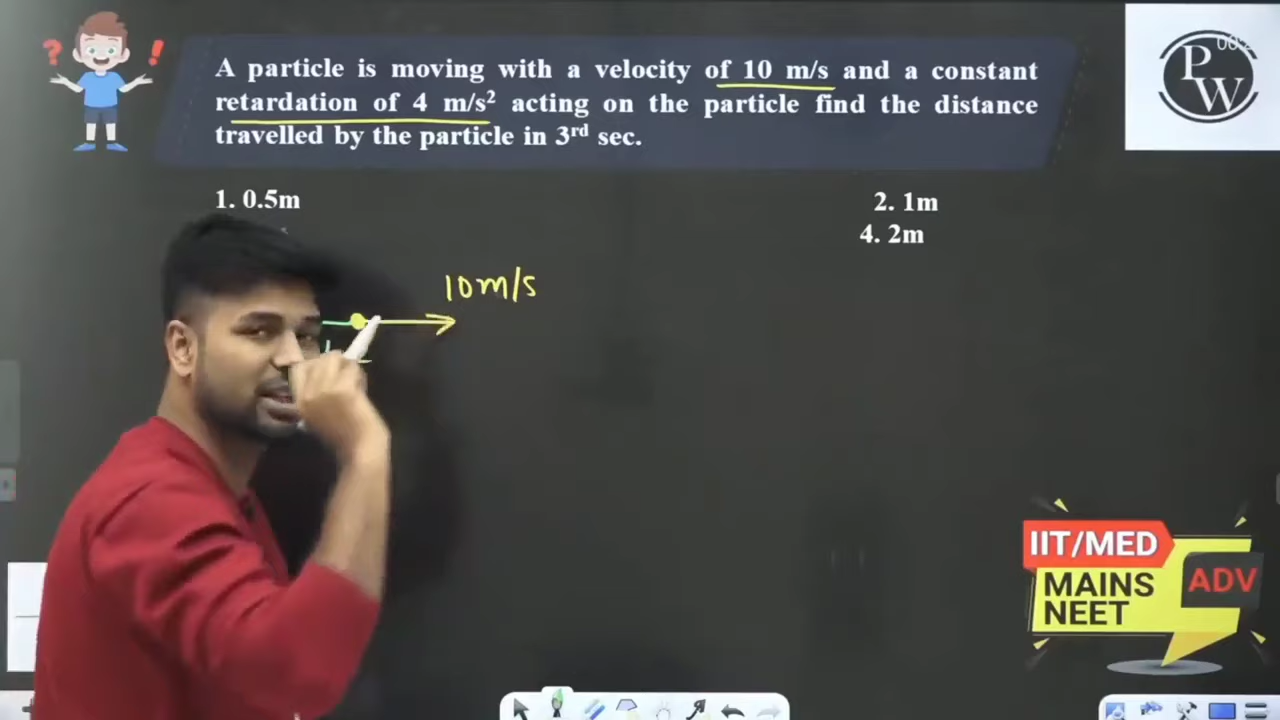 A particle is moving with a velocity of 10 m/s and a constant
retardation of 4 m/s² acting on the particle find the distance
travelled by the particle in 3ʳᵈ sec.
PW
1. 0.5m
2. 1m
4. 2m
10m/s
IIT/MED
MAINS
NEET
ADV